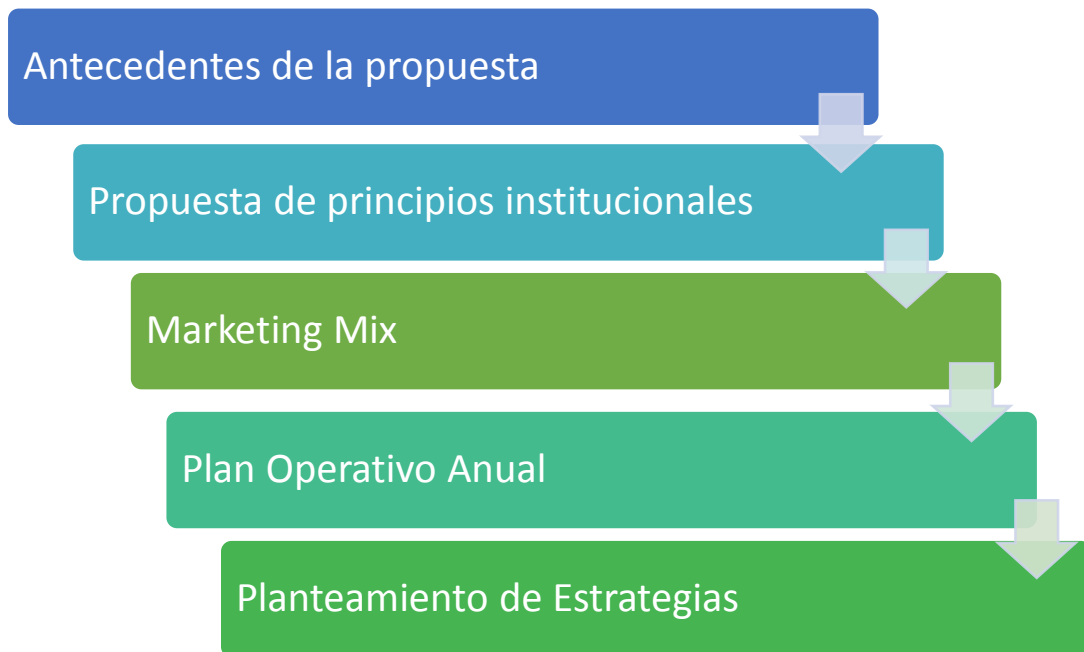 Antecedentes de la propuesta
Propuesta de principios institucionales
Marketing Mix
Plan Operativo Anual
Planteamiento de Estrategias